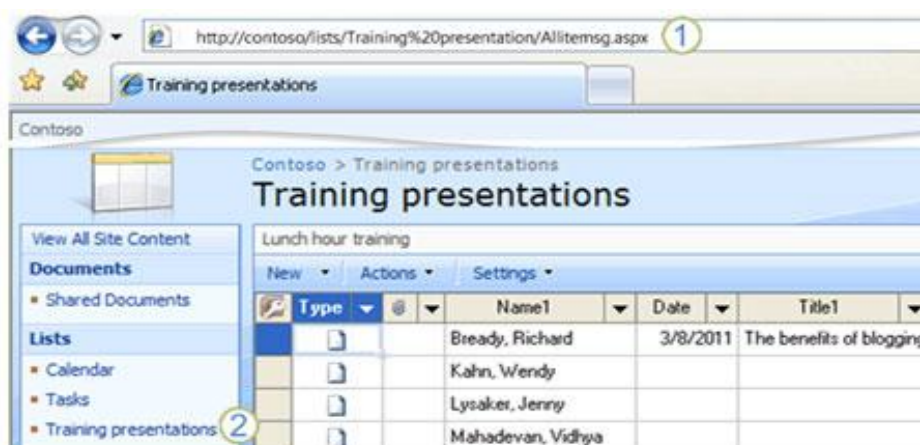 http://contoso/lists/Training%20presentation/Allitemsg.aspx 1
Training presentations
Contoso
Contoso > Training presentations
Training presentations
View All Site Content
Lunch hour training
Documents
New Actions Settings
Shared Documents
Type Name1 Date Title1
Lists
Bready, Richard 3/8/2011 The benefits of blogging
Calendar
Kahn, Wendy
Tasks
Lysaker, Jenny
Training presentations 2
Mahadevan, Vidhya